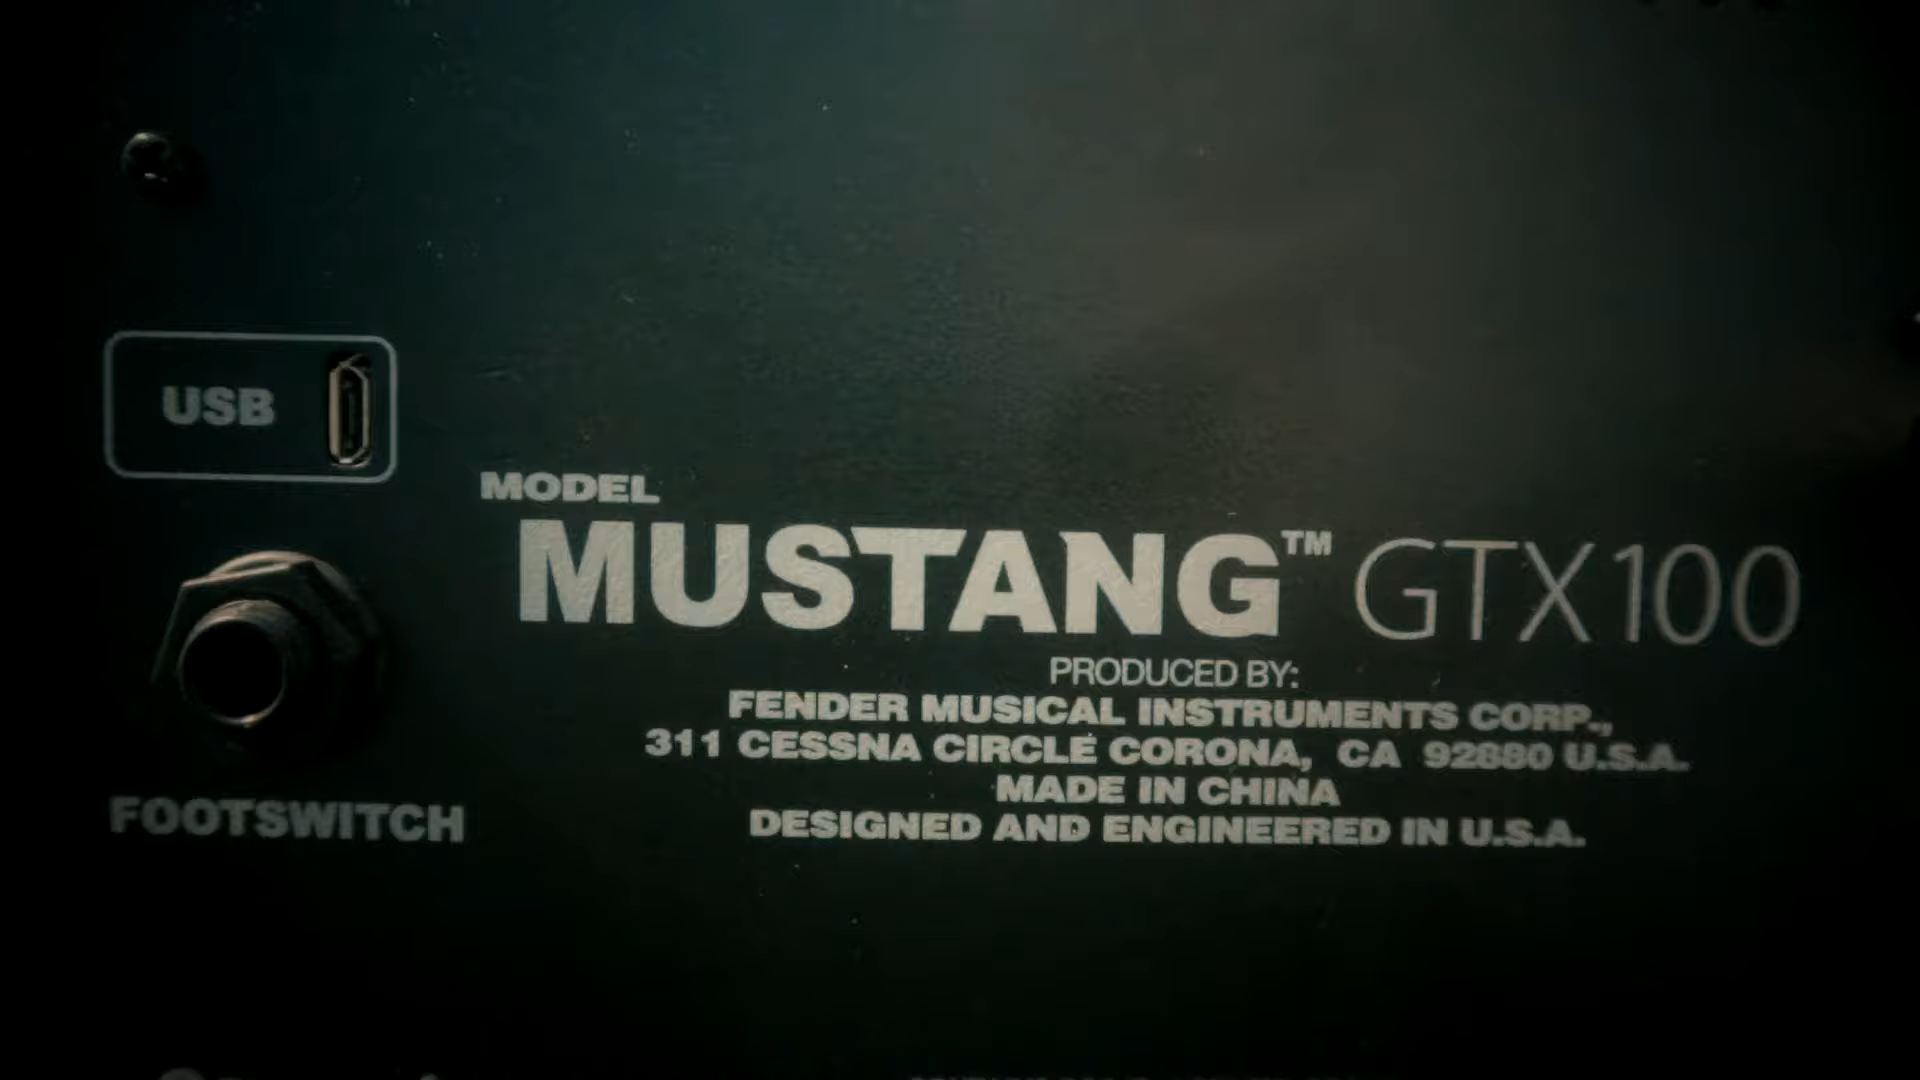 USB
MODEL
MUSTANG™ GTX100
PRODUCED BY:
FENDER MUSICAL INSTRUMENTS CORP.,
311 CESSNA CIRCLE CORONA, CA 92880 U.S.A.
MADE IN CHINA
DESIGNED AND ENGINEERED IN U.S.A.
FOOTSWITCH